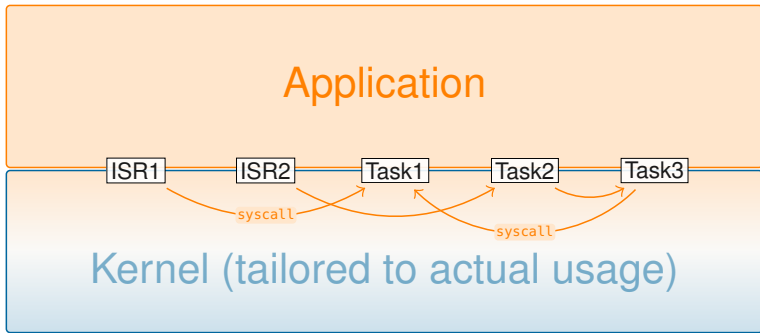 Application
ISR1 ISR2 Task1 Task2 Task3
syscall
syscall
Kernel (tailored to actual usage)